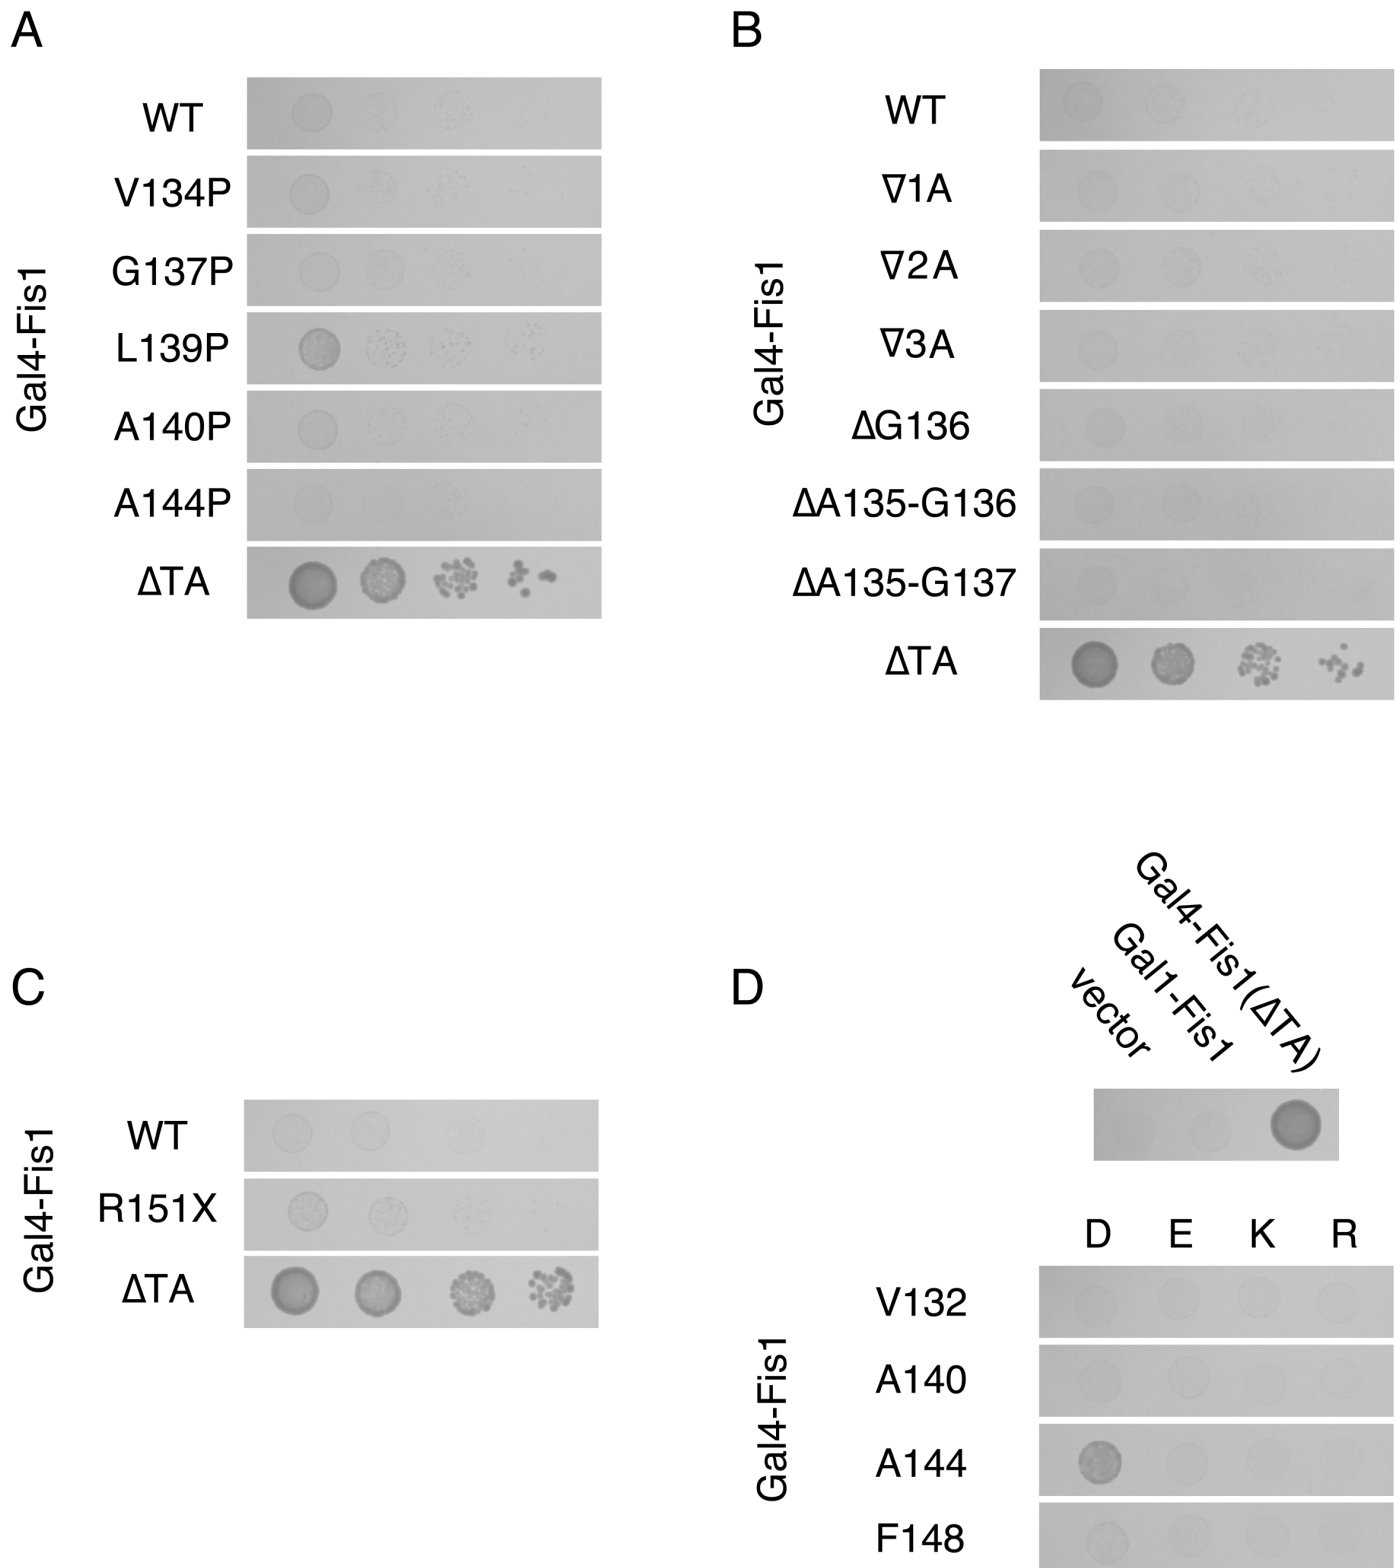 A
WT
V134P
G137P
L139P
A140P
A144P
ΔTA
Gal4-Fis1
B
WT
∇1A
∇2A
∇3A
ΔG136
ΔA135-G136
ΔA135-G137
ΔTA
Gal4-Fis1
C
WT
R151X
ΔTA
Gal4-Fis1
D
vector
Gal1-Fis1
Gal4-Fis1(ΔTA)
D E K R
V132
A140
A144
F148
Gal4-Fis1